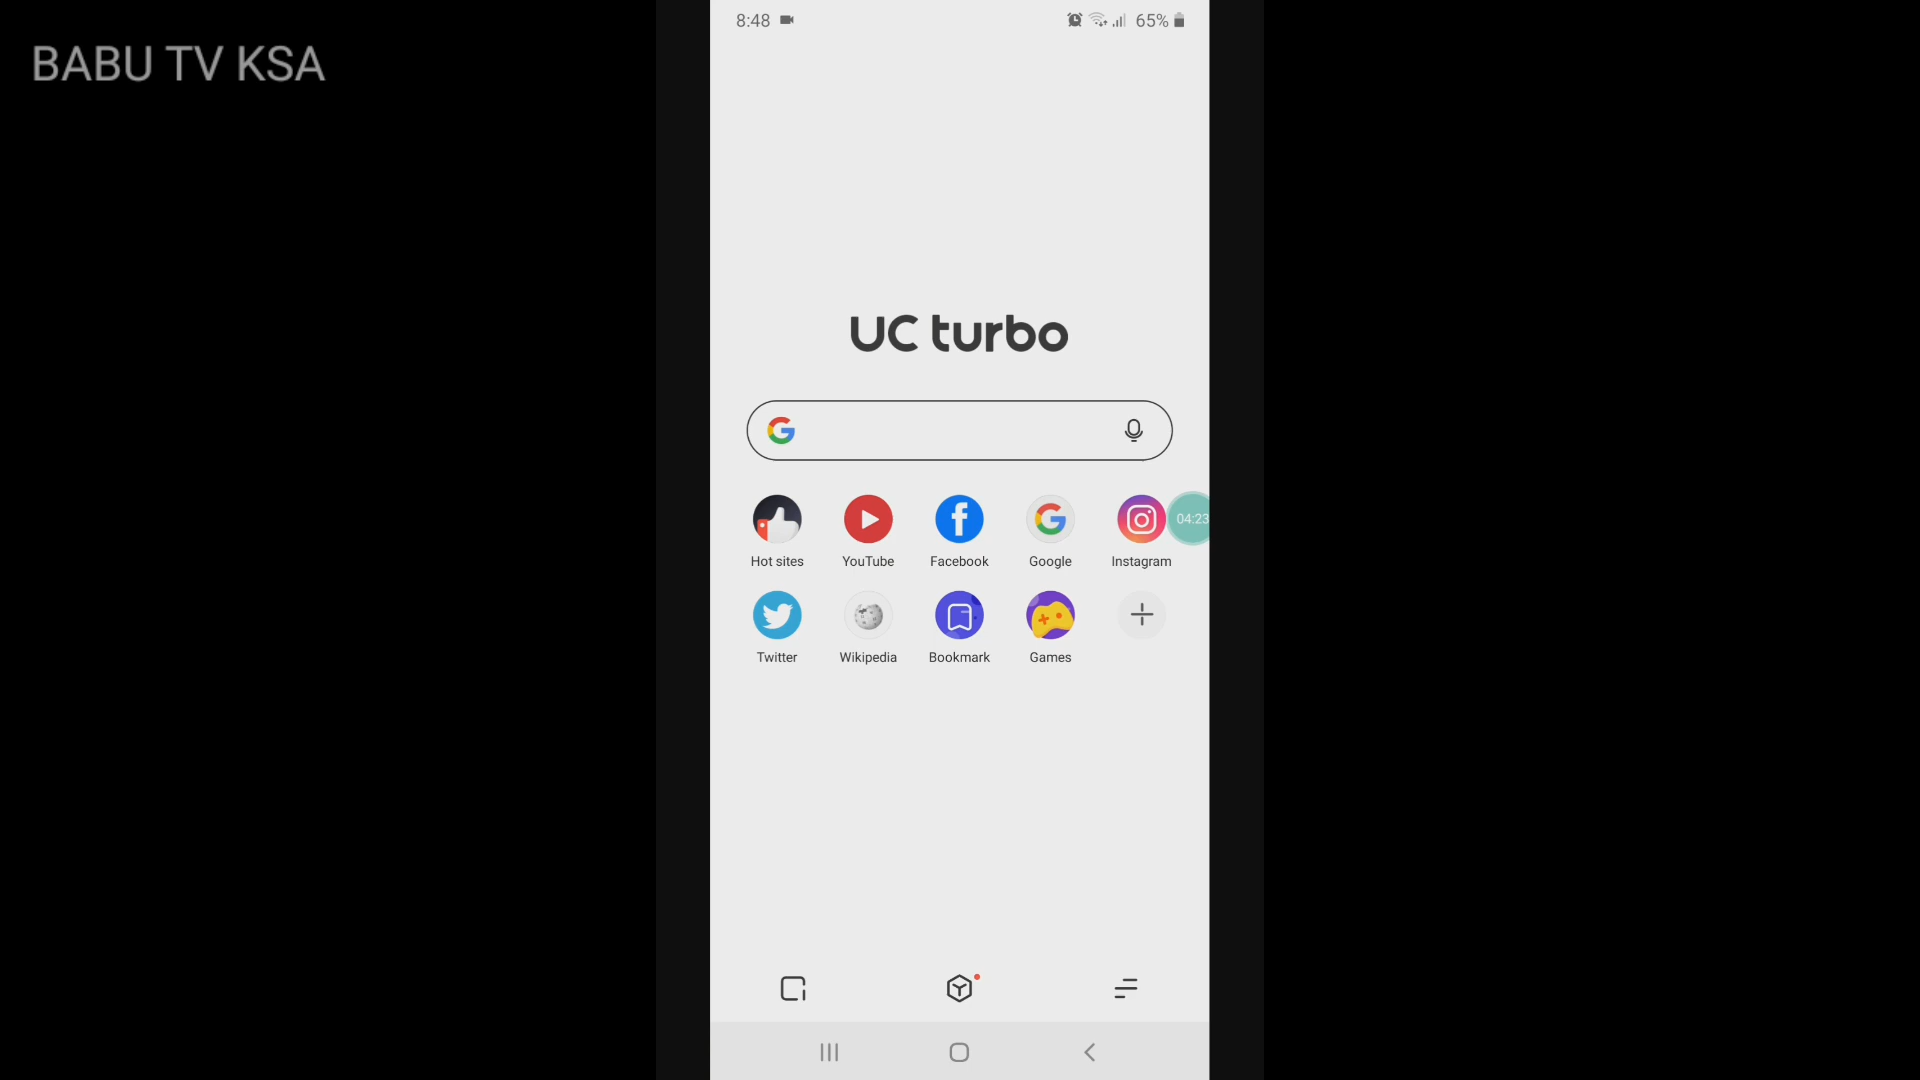 BABU TV KSA
8:48
65%
UC turbo
Hot sites
YouTube
Facebook
Google
Instagram
04:23
Twitter
Wikipedia
Bookmark
Games